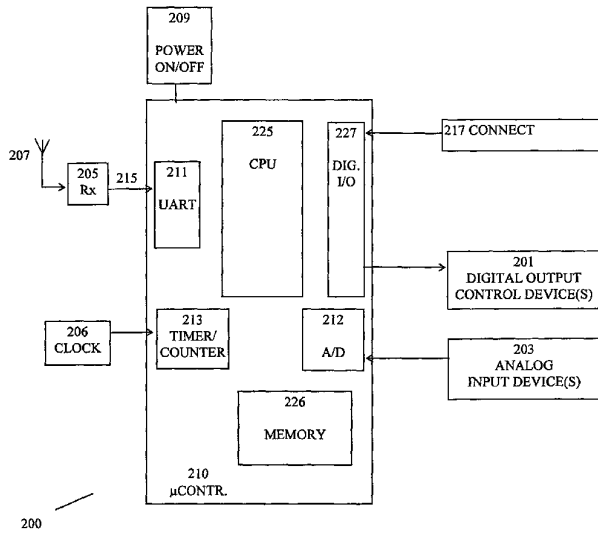 209
POWER
ON/OFF
225
CPU
227
DIG.
I/O
217 CONNECT
207
205
Rx
215
211
UART
201
DIGITAL OUTPUT
CONTROL DEVICE(S)
206
CLOCK
213
TIMER/
COUNTER
212
A/D
203
ANALOG
INPUT DEVICE(S)
226
MEMORY
210
µCONTR.
200